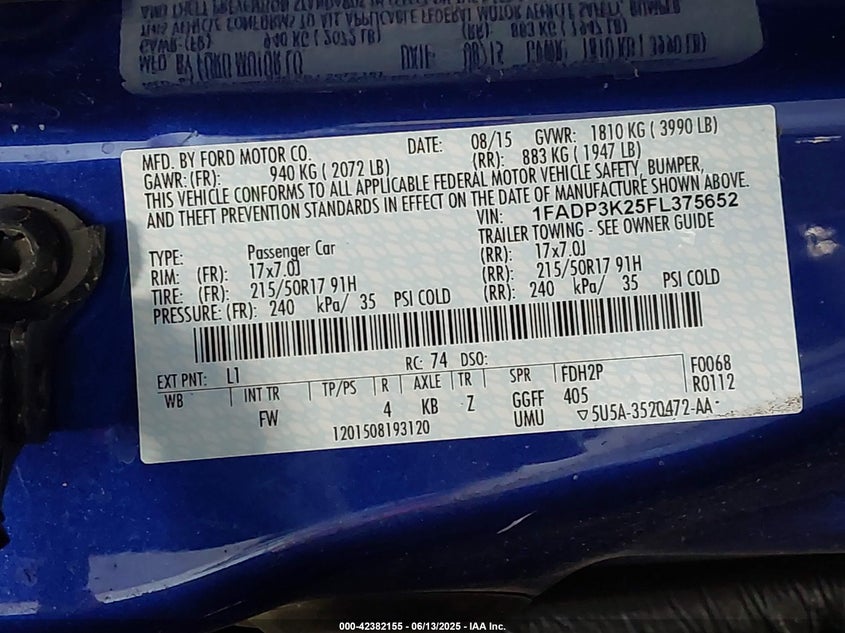 MFD. BY FORD MOTOR CO. DATE: 08/15 GVWR: 1810 KG ( 3990 LB)
GAWR: (FR): 940 KG ( 2072 LB) (RR): 883 KG ( 1947 LB)
THIS VEHICLE CONFORMS TO ALL APPLICABLE FEDERAL MOTOR VEHICLE SAFETY, BUMPER,
AND THEFT PREVENTION STANDARDS IN EFFECT ON THE DATE OF MANUFACTURE SHOWN ABOVE.
VIN: 1FADP3K25FL375652
TYPE: Passenger Car TRAILER TOWING - SEE OWNER GUIDE
RIM: (FR): 17x7.0J (RR): 17x7.0J
TIRE: (FR): 215/50R17 91H (RR): 215/50R17 91H
PRESSURE: (FR): 240 kPa/ 35 PSI COLD (RR): 240 kPa/ 35 PSI COLD
EXT PNT: L1 RC: 74 DSO: F0068
WB INT TR TP/PS R AXLE TR SPR FDH2P R0112
FW 4 KB Z GGFF 405
1201508193120 UMU ▽5U5A-3520472-AA
000-42382155 - 06/13/2025 - IAA Inc.